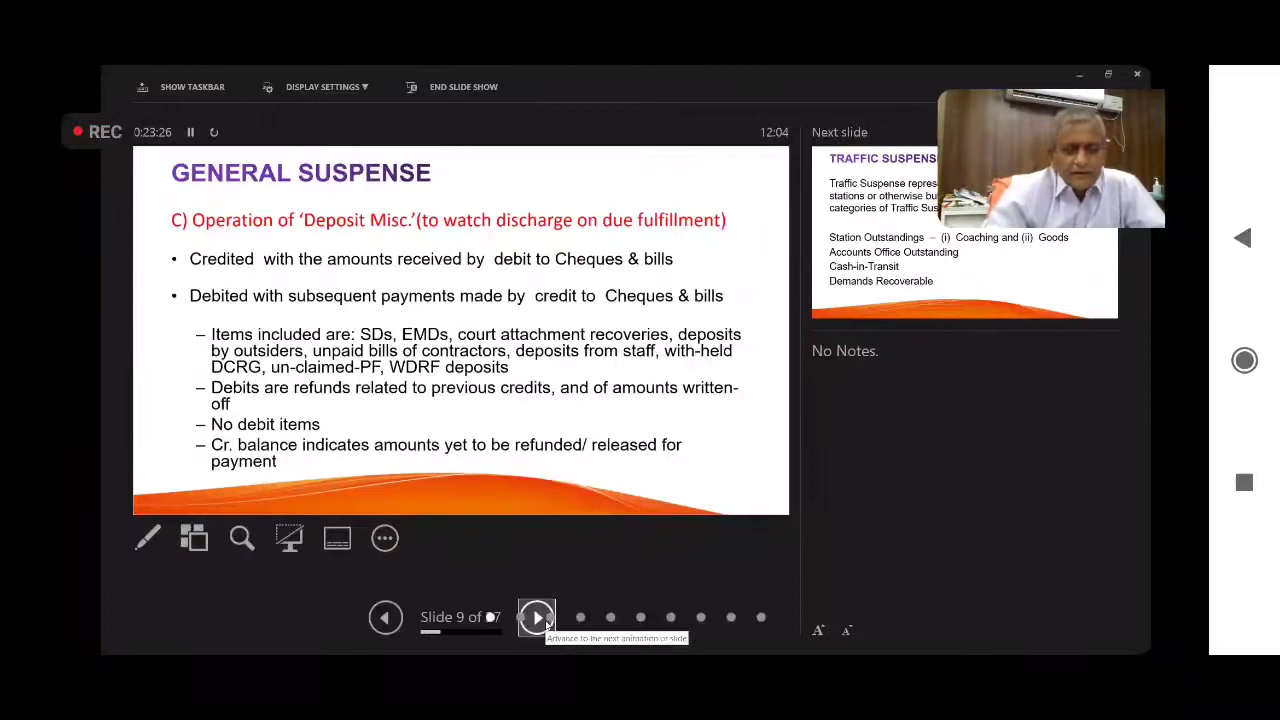 SHOW TASKBAR
DISPLAY SETTINGS ▼
END SLIDE SHOW
REC
0:23:26
12:04
GENERAL SUSPENSE
C) Operation of ‘Deposit Misc.’(to watch discharge on due fulfillment)
• Credited with the amounts received by debit to Cheques & bills
• Debited with subsequent payments made by credit to Cheques & bills
– Items included are: SDs, EMDs, court attachment recoveries, deposits
by outsiders, unpaid bills of contractors, deposits from staff, with-held
DCRG, un-claimed-PF, WDRF deposits
– Debits are refunds related to previous credits, and of amounts written-
off
– No debit items
– Cr. balance indicates amounts yet to be refunded/ released for
payment
Next slide
TRAFFIC SUSPENS
Traffic Suspense
stations or otherwise
categories of Traffic
Station Outstandings – (i) Coaching and (ii) Goods
Accounts Office Outstanding
Cash-in-Transit
Demands Recoverable
No Notes.
Slide 9 of
Advance to the next animation or slide
A A